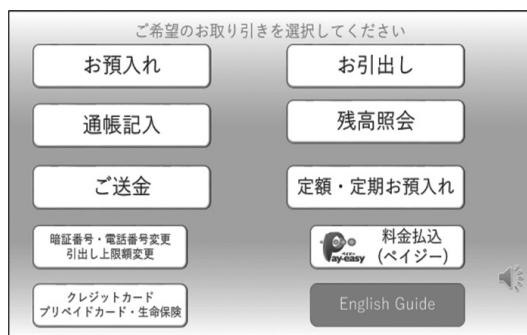 ご希望のお取り引きを選択してください
お預入れ
お引出し
通帳記入
残高照会
ご送金
定額・定期お預入れ
暗証番号・電話番号変更
引出し上限額変更
Pay-easy
ペイジー
料金払込
(ペイジー)
クレジットカード
プリペイドカード・生命保険
English Guide